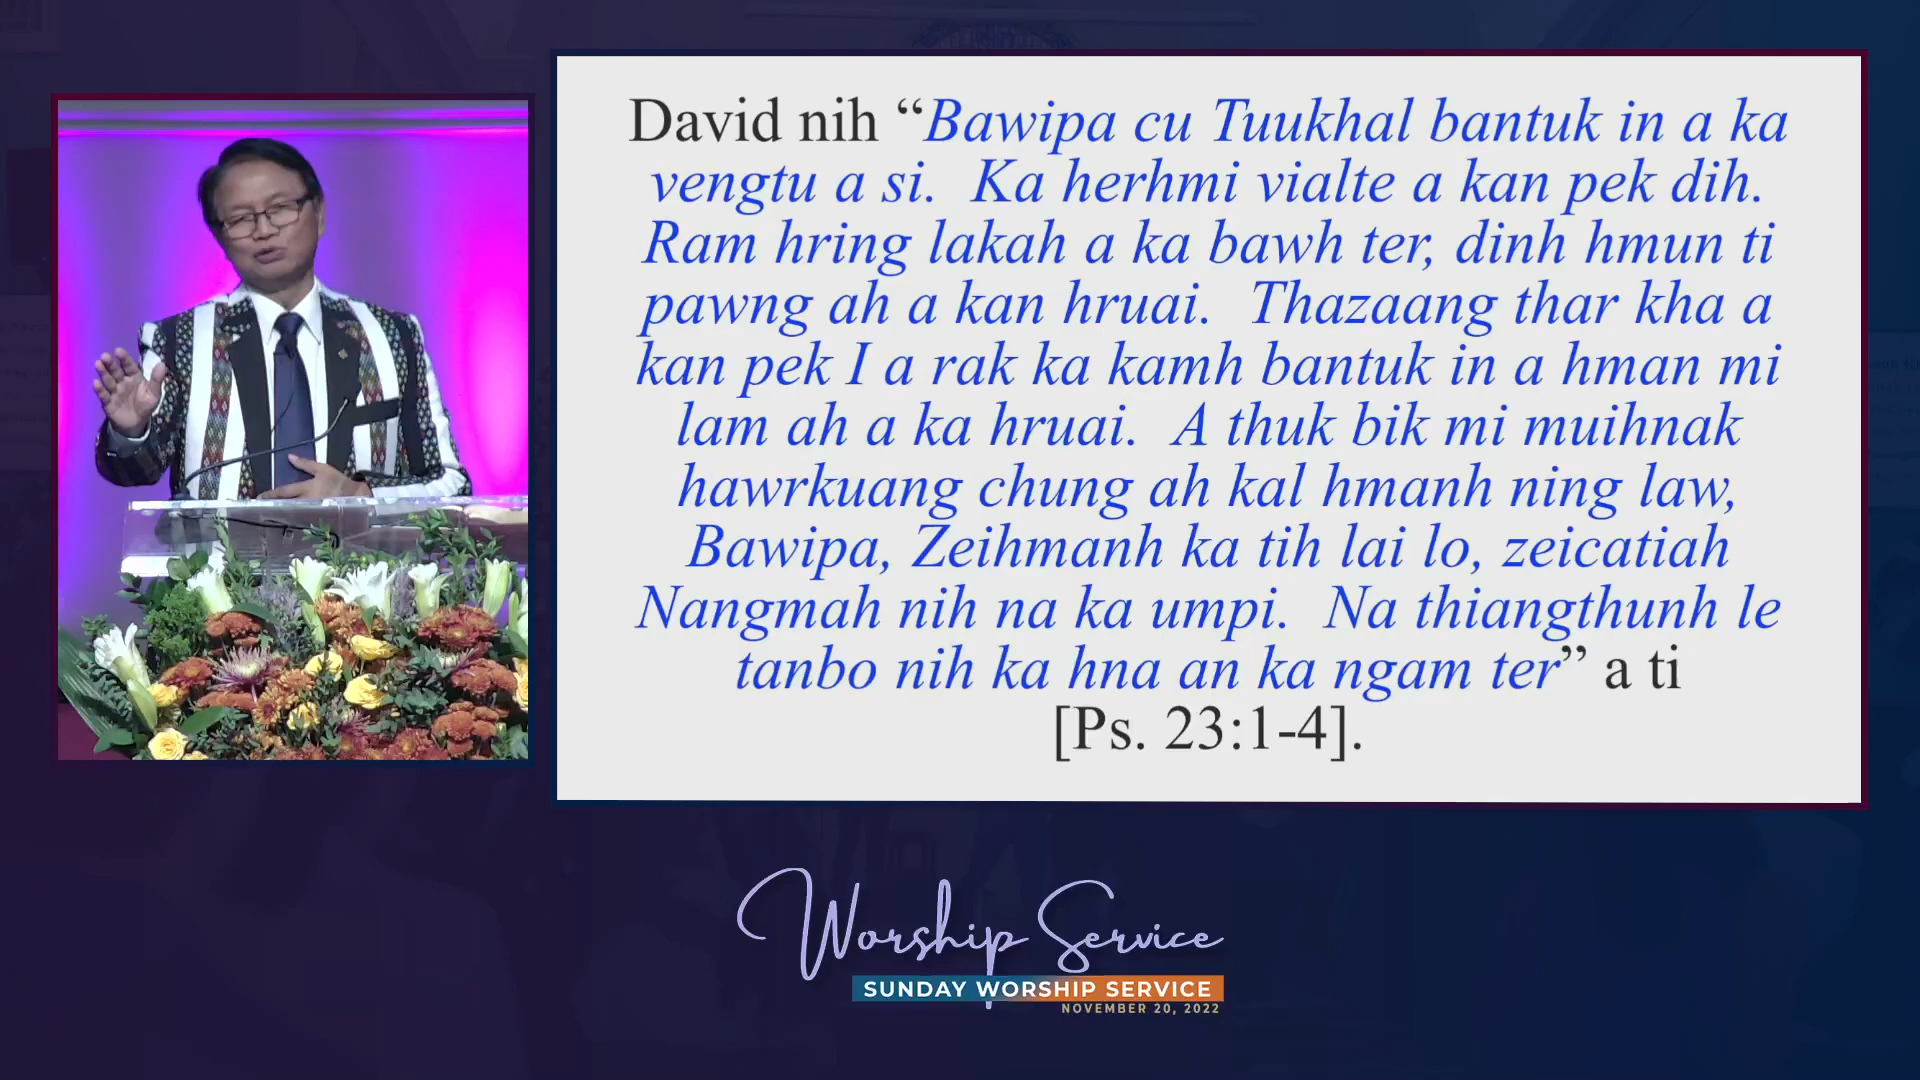 David nih “Bawipa cu Tuukhal bantuk in a ka
vengtu a si.  Ka herhmi vialte a kan pek dih.
Ram hring lakah a ka bawh ter, dinh hmun ti
pawng ah a kan hruai.  Thazaang thar kha a
kan pek I a rak ka kamh bantuk in a hman mi
lam ah a ka hruai.  A thuk bik mi muihnak
hawrkuang chung ah kal hmanh ning law,
Bawipa, Zeihmanh ka tih lai lo, zeicatiah
Nangmah nih na ka umpi.  Na thiangthunh le
tanbo nih ka hna an ka ngam ter” a ti
[Ps. 23:1-4].
Worship Service
SUNDAY WORSHIP SERVICE
NOVEMBER 20, 2022